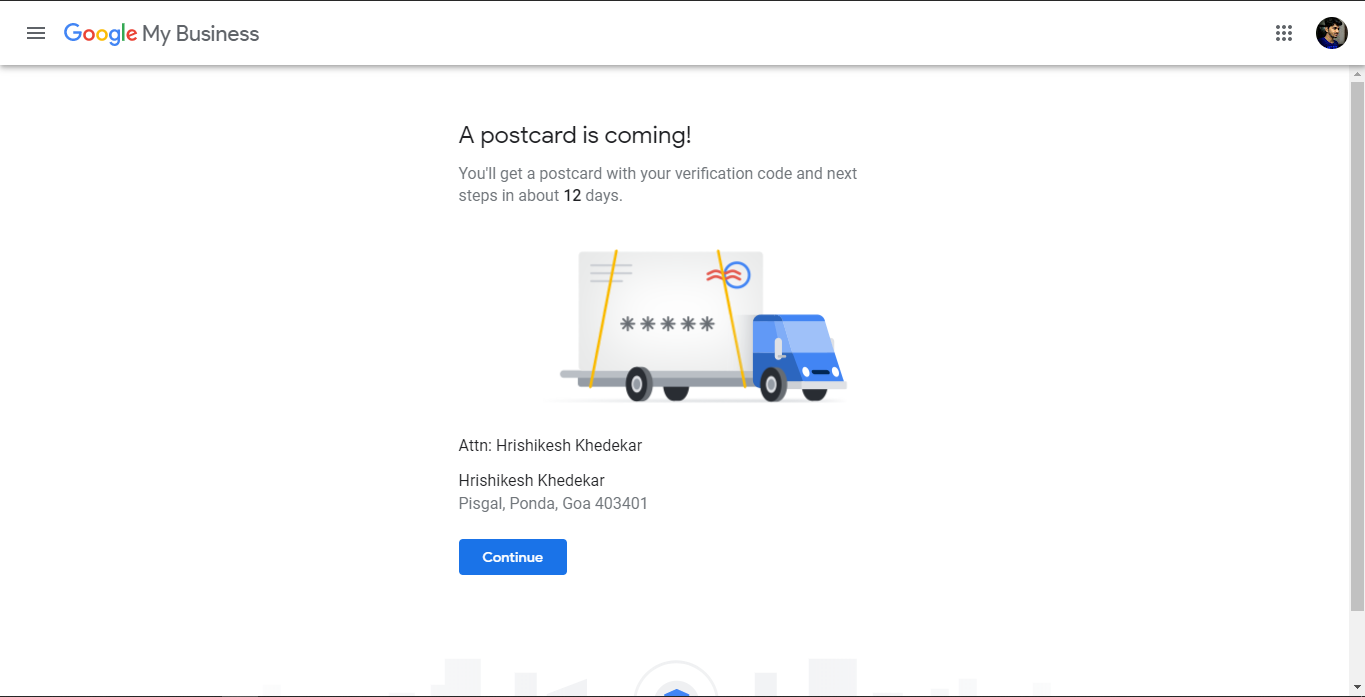 Google My Business
A postcard is coming!
You'll get a postcard with your verification code and next
steps in about 12 days.
*****
Attn: Hrishikesh Khedekar
Hrishikesh Khedekar
Pisgal, Ponda, Goa 403401
Continue